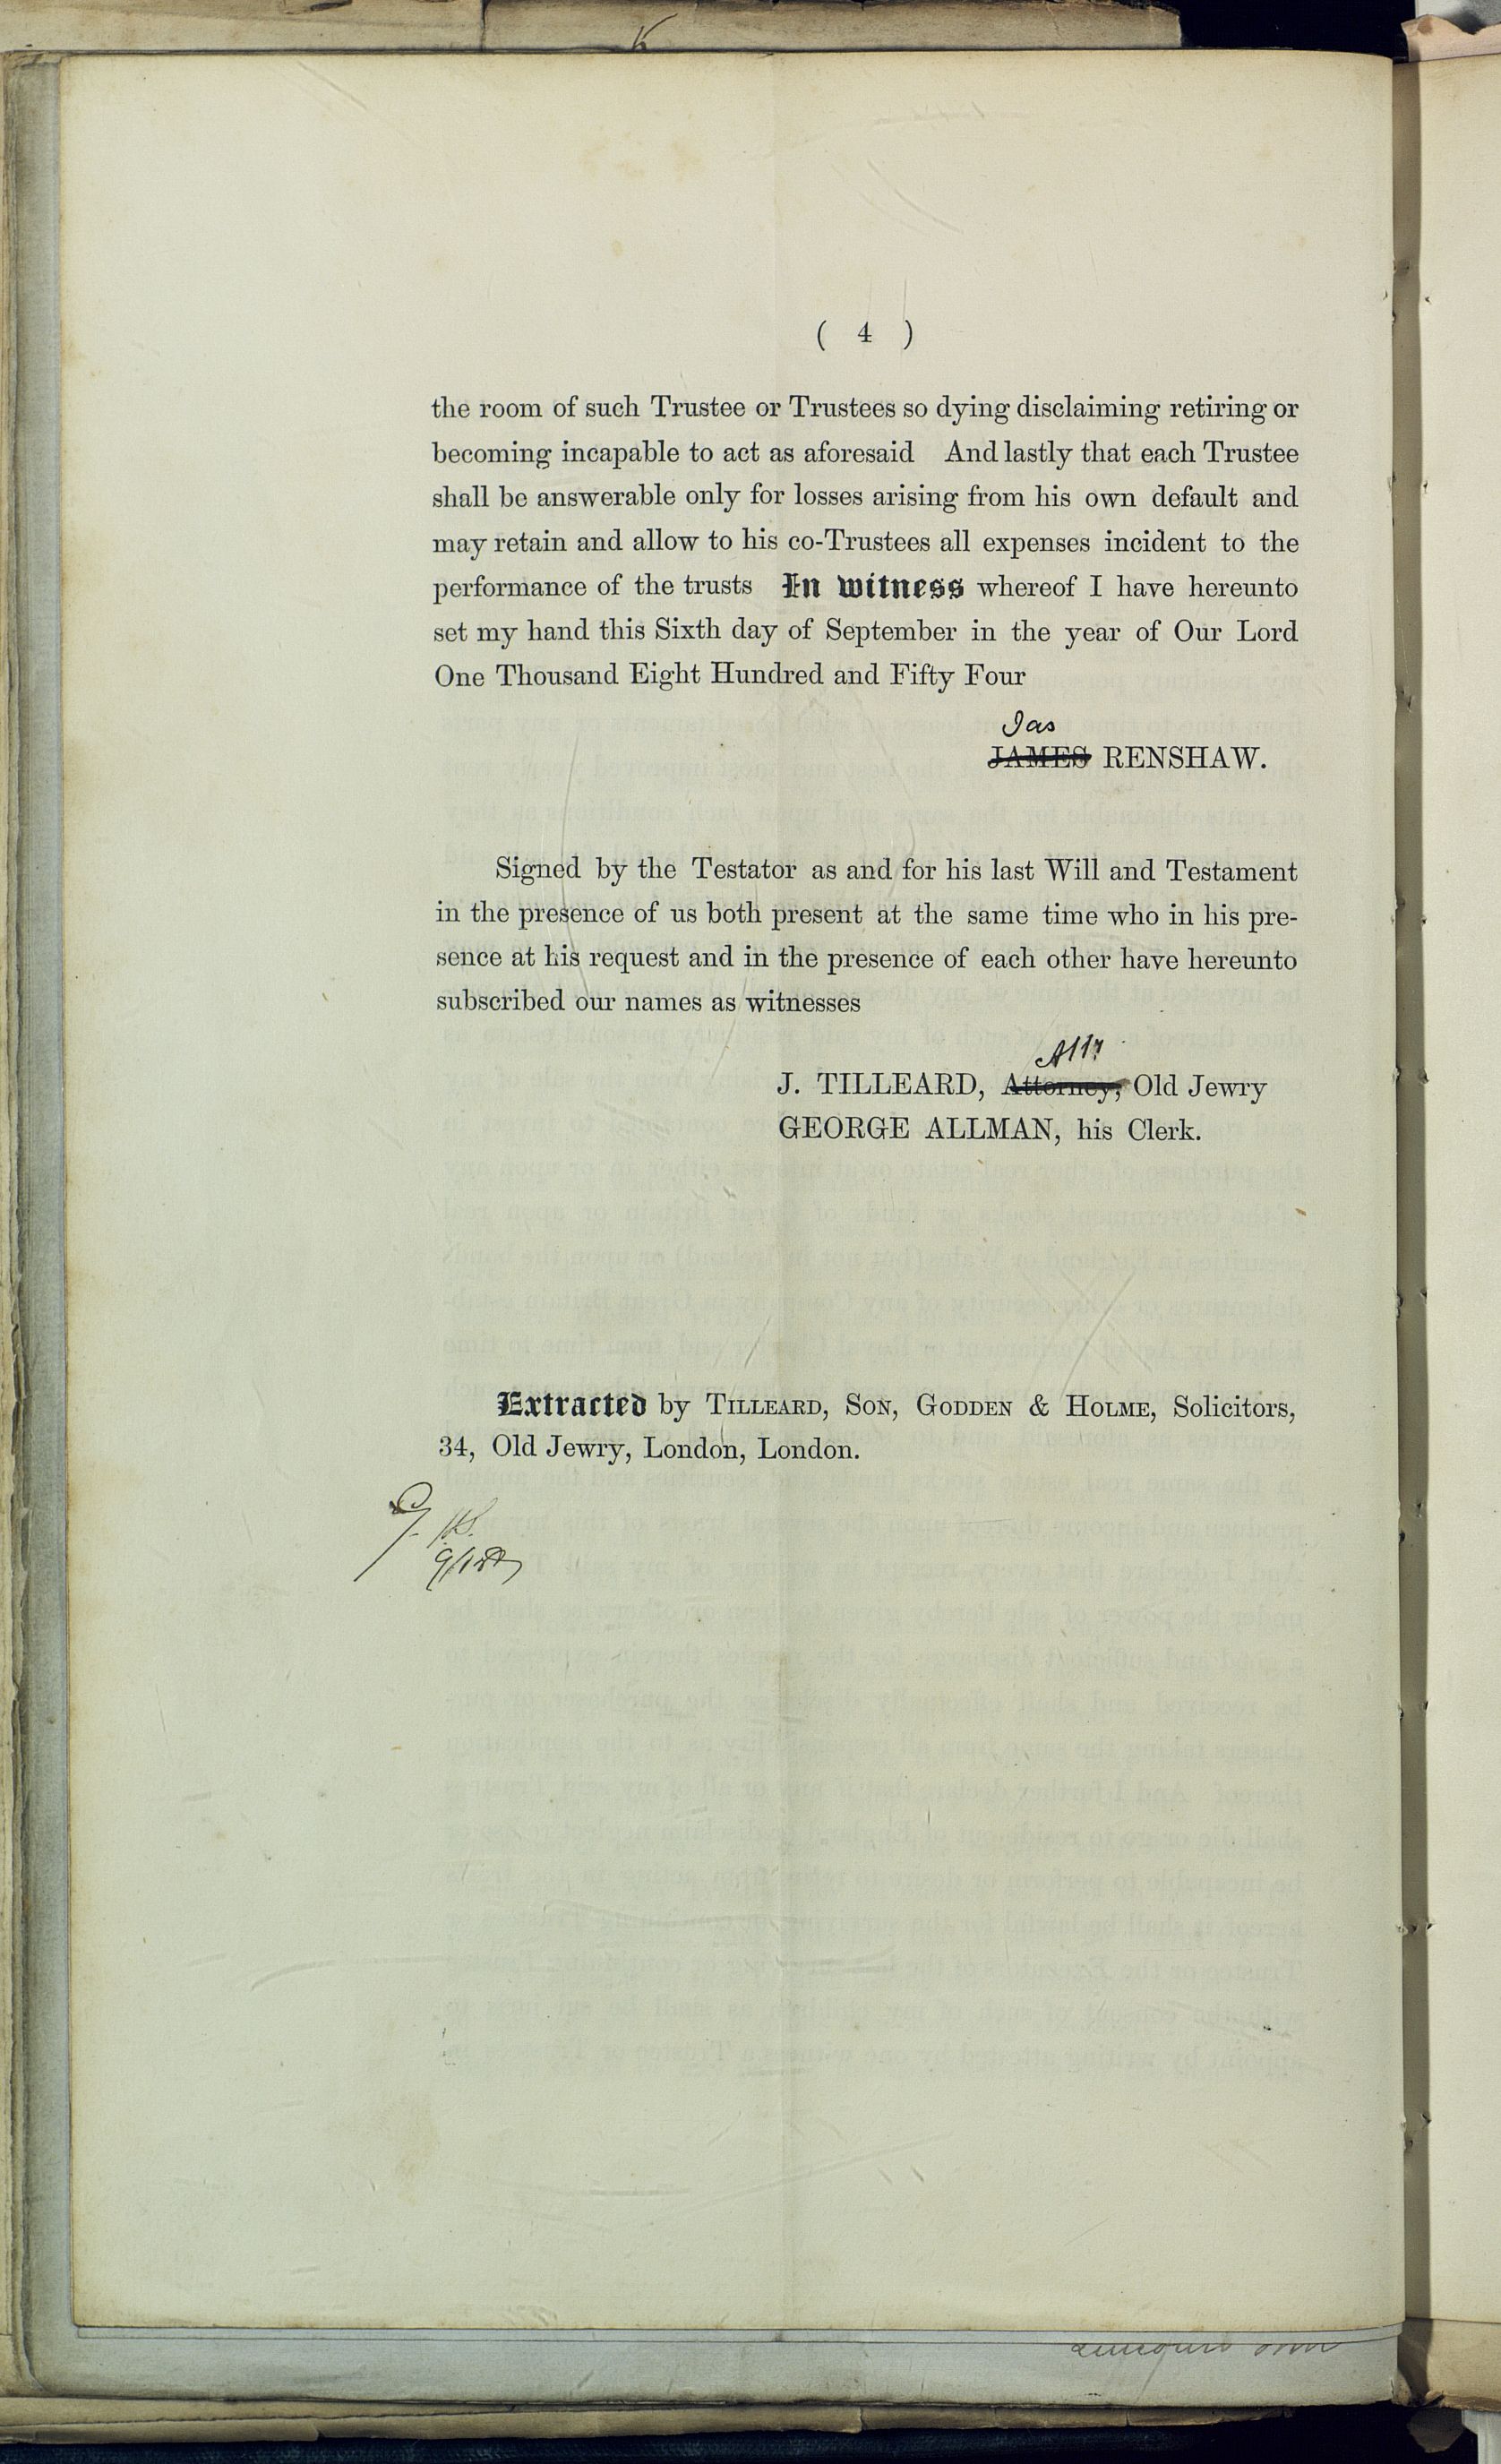 ( 4 )
the room of such Trustee or Trustees so dying disclaiming retiring or
becoming incapable to act as aforesaid And lastly that each Trustee
shall be answerable only for losses arising from his own default and
may retain and allow to his co-Trustees all expenses incident to the
performance of the trusts In witness whereof I have hereunto
set my hand this Sixth day of September in the year of Our Lord
One Thousand Eight Hundred and Fifty Four
Jas
JAMES RENSHAW.
Signed by the Testator as and for his last Will and Testament
in the presence of us both present at the same time who in his pre-
sence at his request and in the presence of each other have hereunto
subscribed our names as witnesses
Atty
J. TILLEARD, Attorney, Old Jewry
GEORGE ALLMAN, his Clerk.
Extracted by TILLEARD, SON, GODDEN & HOLME, Solicitors,
34, Old Jewry, London, London.